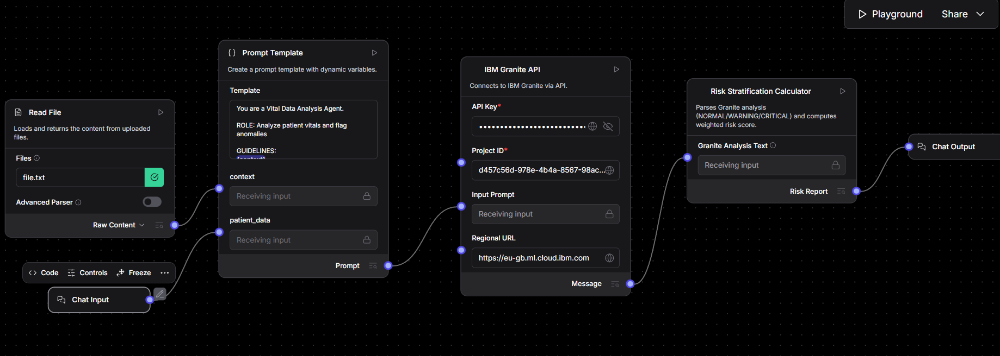 Playground
Share
Prompt Template
Create a prompt template with dynamic variables.
Template
You are a Vital Data Analysis Agent.
ROLE: Analyze patient vitals and flag
anomalies
GUIDELINES:
{context}
context
Receiving input
patient_data
Receiving input
Prompt
Read File
Loads and returns the content from uploaded
files.
Files
file.txt
Advanced Parser
Raw Content
Code
Controls
Freeze
Chat Input
IBM Granite API
Connects to IBM Granite via API.
API Key*
Project ID*
d457c56d-978e-4b4a-8567-98ac...
Input Prompt
Receiving input
Regional URL
https://eu-gb.ml.cloud.ibm.com
Message
Risk Stratification Calculator
Parses Granite analysis
(NORMAL/WARNING/CRITICAL) and computes
weighted risk score.
Granite Analysis Text
Receiving input
Risk Report
Chat Output